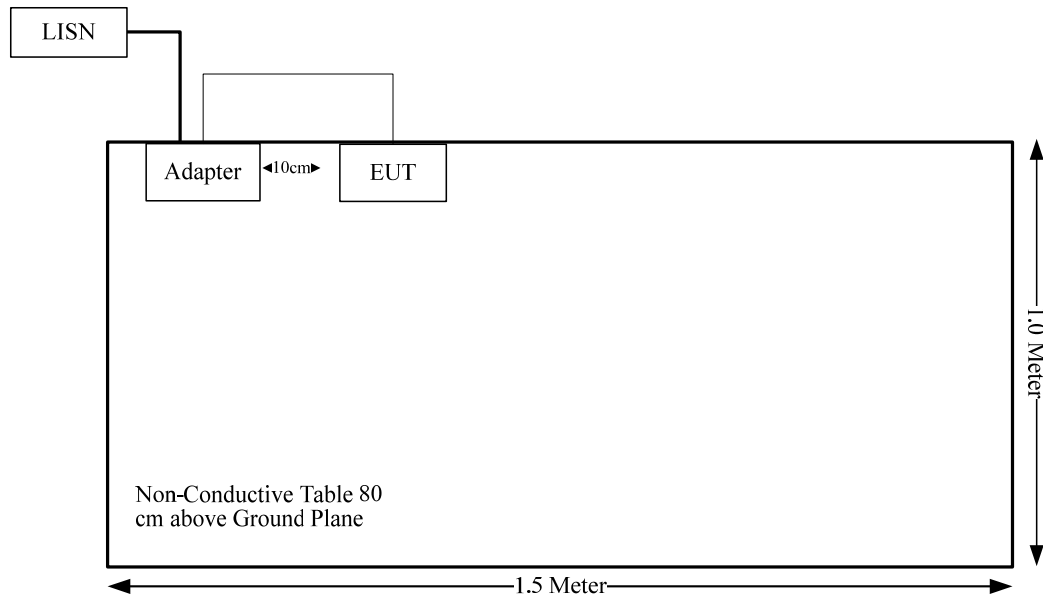 LISN
Adapter
10cm
EUT
1.0 Meter
Non-Conductive Table 80
cm above Ground Plane
1.5 Meter